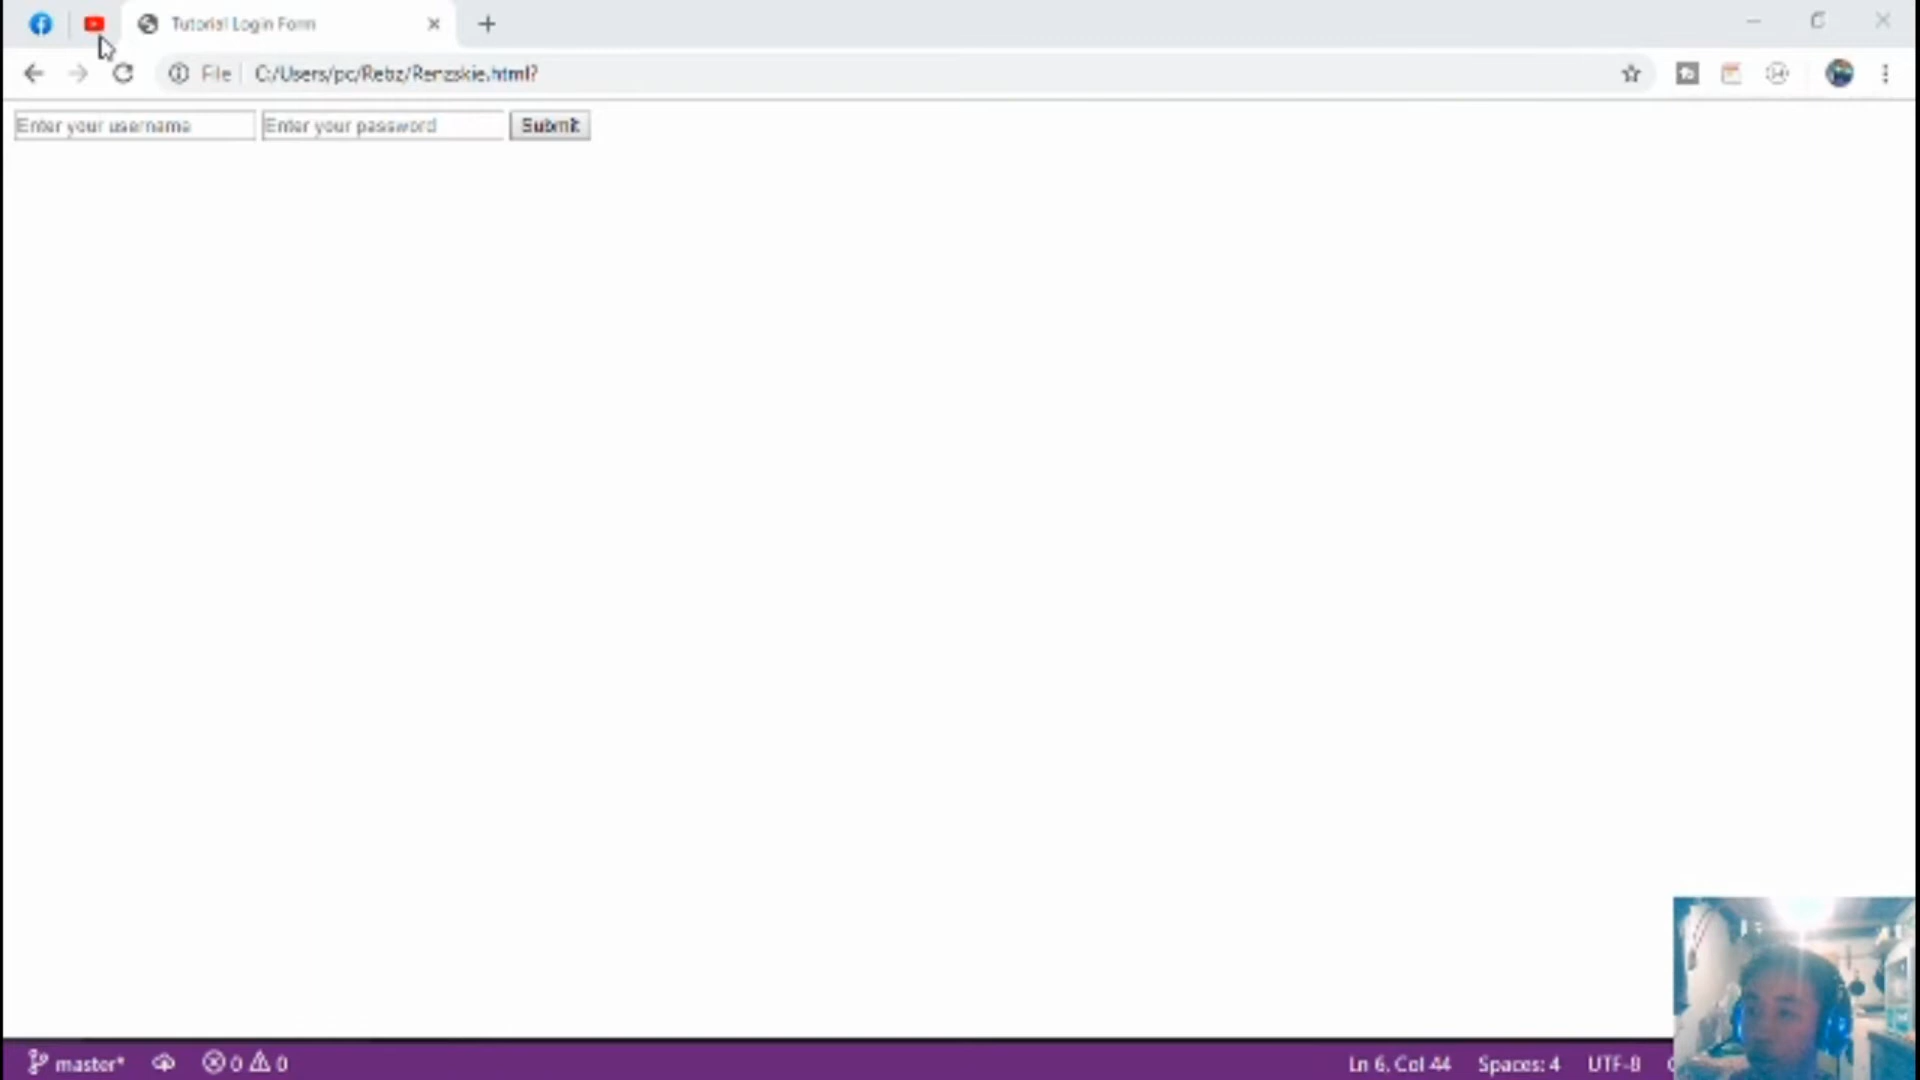 Tutorial Login Form
File C:/Users/pc/Rebz/Renzskie.html?
Enter your username Enter your password Submit
master* 0 0 Ln 6, Col 44 Spaces: 4 UTF-8